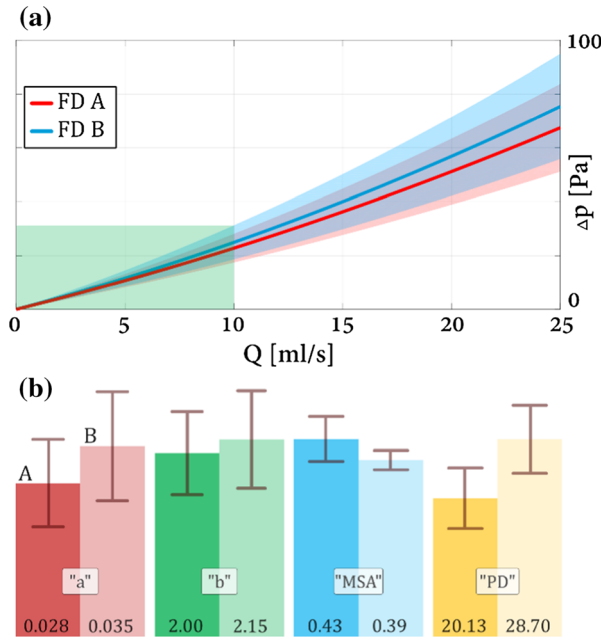 (a)
100
FD A
FD B
Δp [Pa]
0
0 5 10 15 20 25
Q [ml/s]
(b)
A B
"a" "b" "MSA" "PD"
0.028 0.035 2.00 2.15 0.43 0.39 20.13 28.70